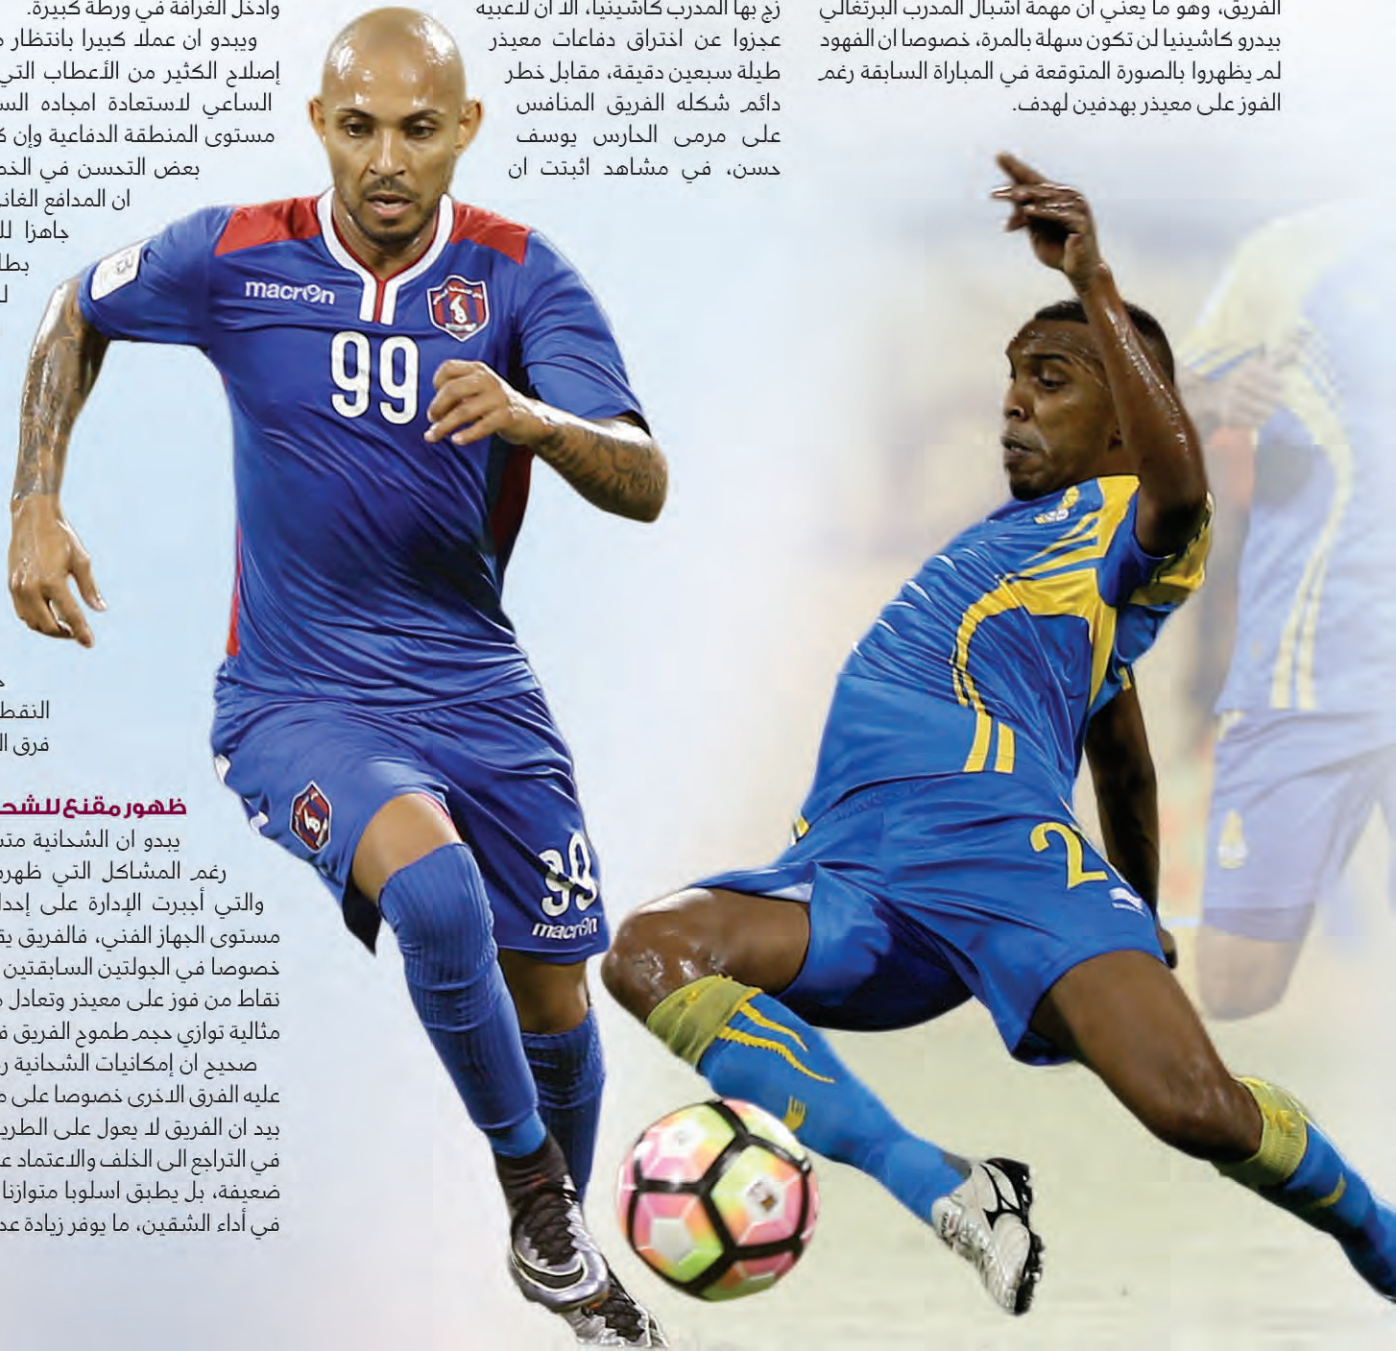 الفريق، وهو ما يعني ان مهمة اشبال المدرب البرتغالي
بيدرو كاشينيا لن تكون سهلة بالمرة، خصوصا ان الفهود
لم يظهروا بالصورة المتوقعة في المباراة السابقة رغم
الفوز على معيذر بهدفين لهدف.
زج بها المدرب كاشينيا، الا ان لاعبيه
عجزوا عن اختراق دفاعات معيذر
طيلة سبعين دقيقة، مقابل خطر
دائم شكله الفريق المنافس
على مرمى الحارس يوسف
حسن، في مشاهد اثبتت ان
وادخل الغرافة في ورطة كبيرة.
ويبدو ان عملا كبيرا بانتظار
إصلاح الكثير من الأعطاب التي
الساعي لاستعادة امجاده
مستوى المنطقة الدفاعية وإن
بعض التحسن في
ان المدافع
جاهزا
النقط
فرق
ظهور مقنع
يبدو ان الشحانية
رغم المشاكل التي
والتي أجبرت الإدارة على
مستوى الجهاز الفني، فالفريق
خصوصا في الجولتين السابقتين
نقاط من فوز على معيذر وتعادل
مثالية توازي حجم طموح الفريق
صحيح ان إمكانيات الشحانية
عليه الفرق الاخرى خصوصا على
بيد ان الفريق لا يعول على
في التراجع الى الخلف والاعتماد
ضعيفة، بل يطبق اسلوبا متوازنا
في أداء الشقين، ما يوفر زيادة
macron
99
99
macron
2